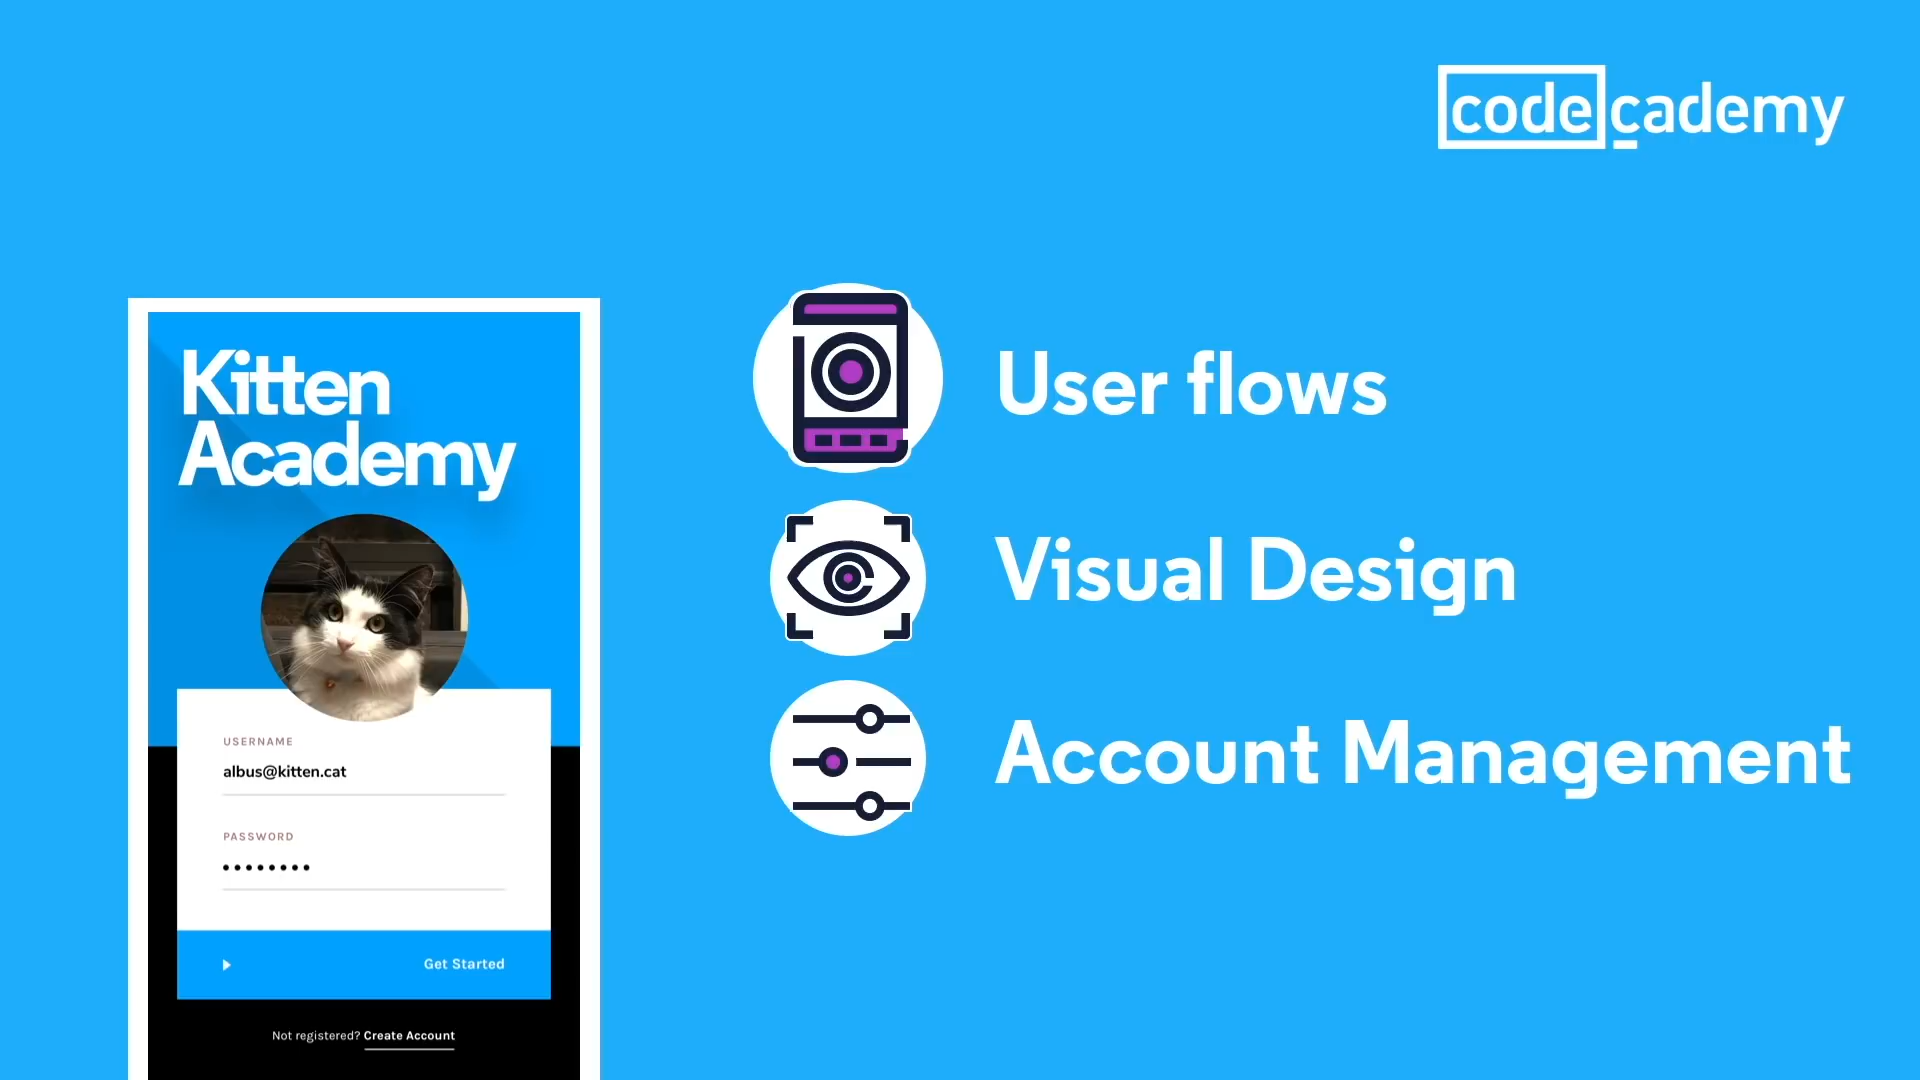 codecademy
Kitten
Academy
USERNAME
albus@kitten.cat
PASSWORD
••••••••
Get Started
Not registered? Create Account
User flows
Visual Design
Account Management